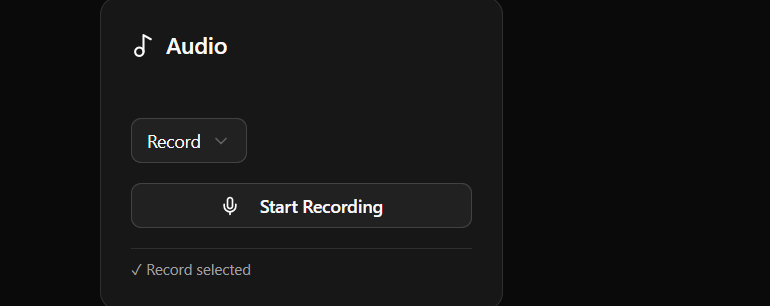 Audio
Record
Start Recording
✓ Record selected